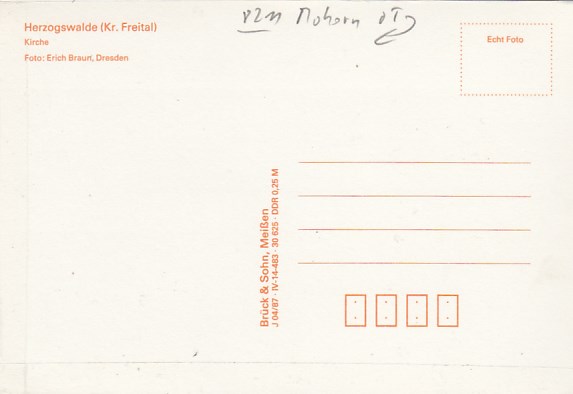 Herzogswalde (Kr. Freital)
Kirche
Foto: Erich Braun, Dresden
Mohorn
Echt Foto
Brück & Sohn, Meißen
J 04/87 · IV-14-483 · 30 625 · DDR 0,25 M